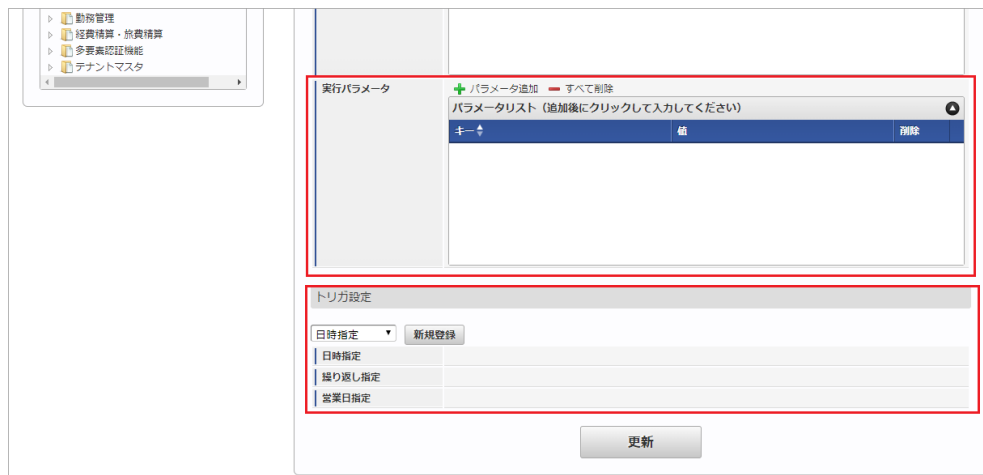 勤務管理
経費精算・旅費精算
多要素認証機能
テナントマスタ
実行パラメータ
パラメータ追加 すべて削除
パラメータリスト（追加後にクリックして入力してください）
キー 値 削除
トリガ設定
日時指定 新規登録
日時指定
繰り返し指定
営業日指定
更新